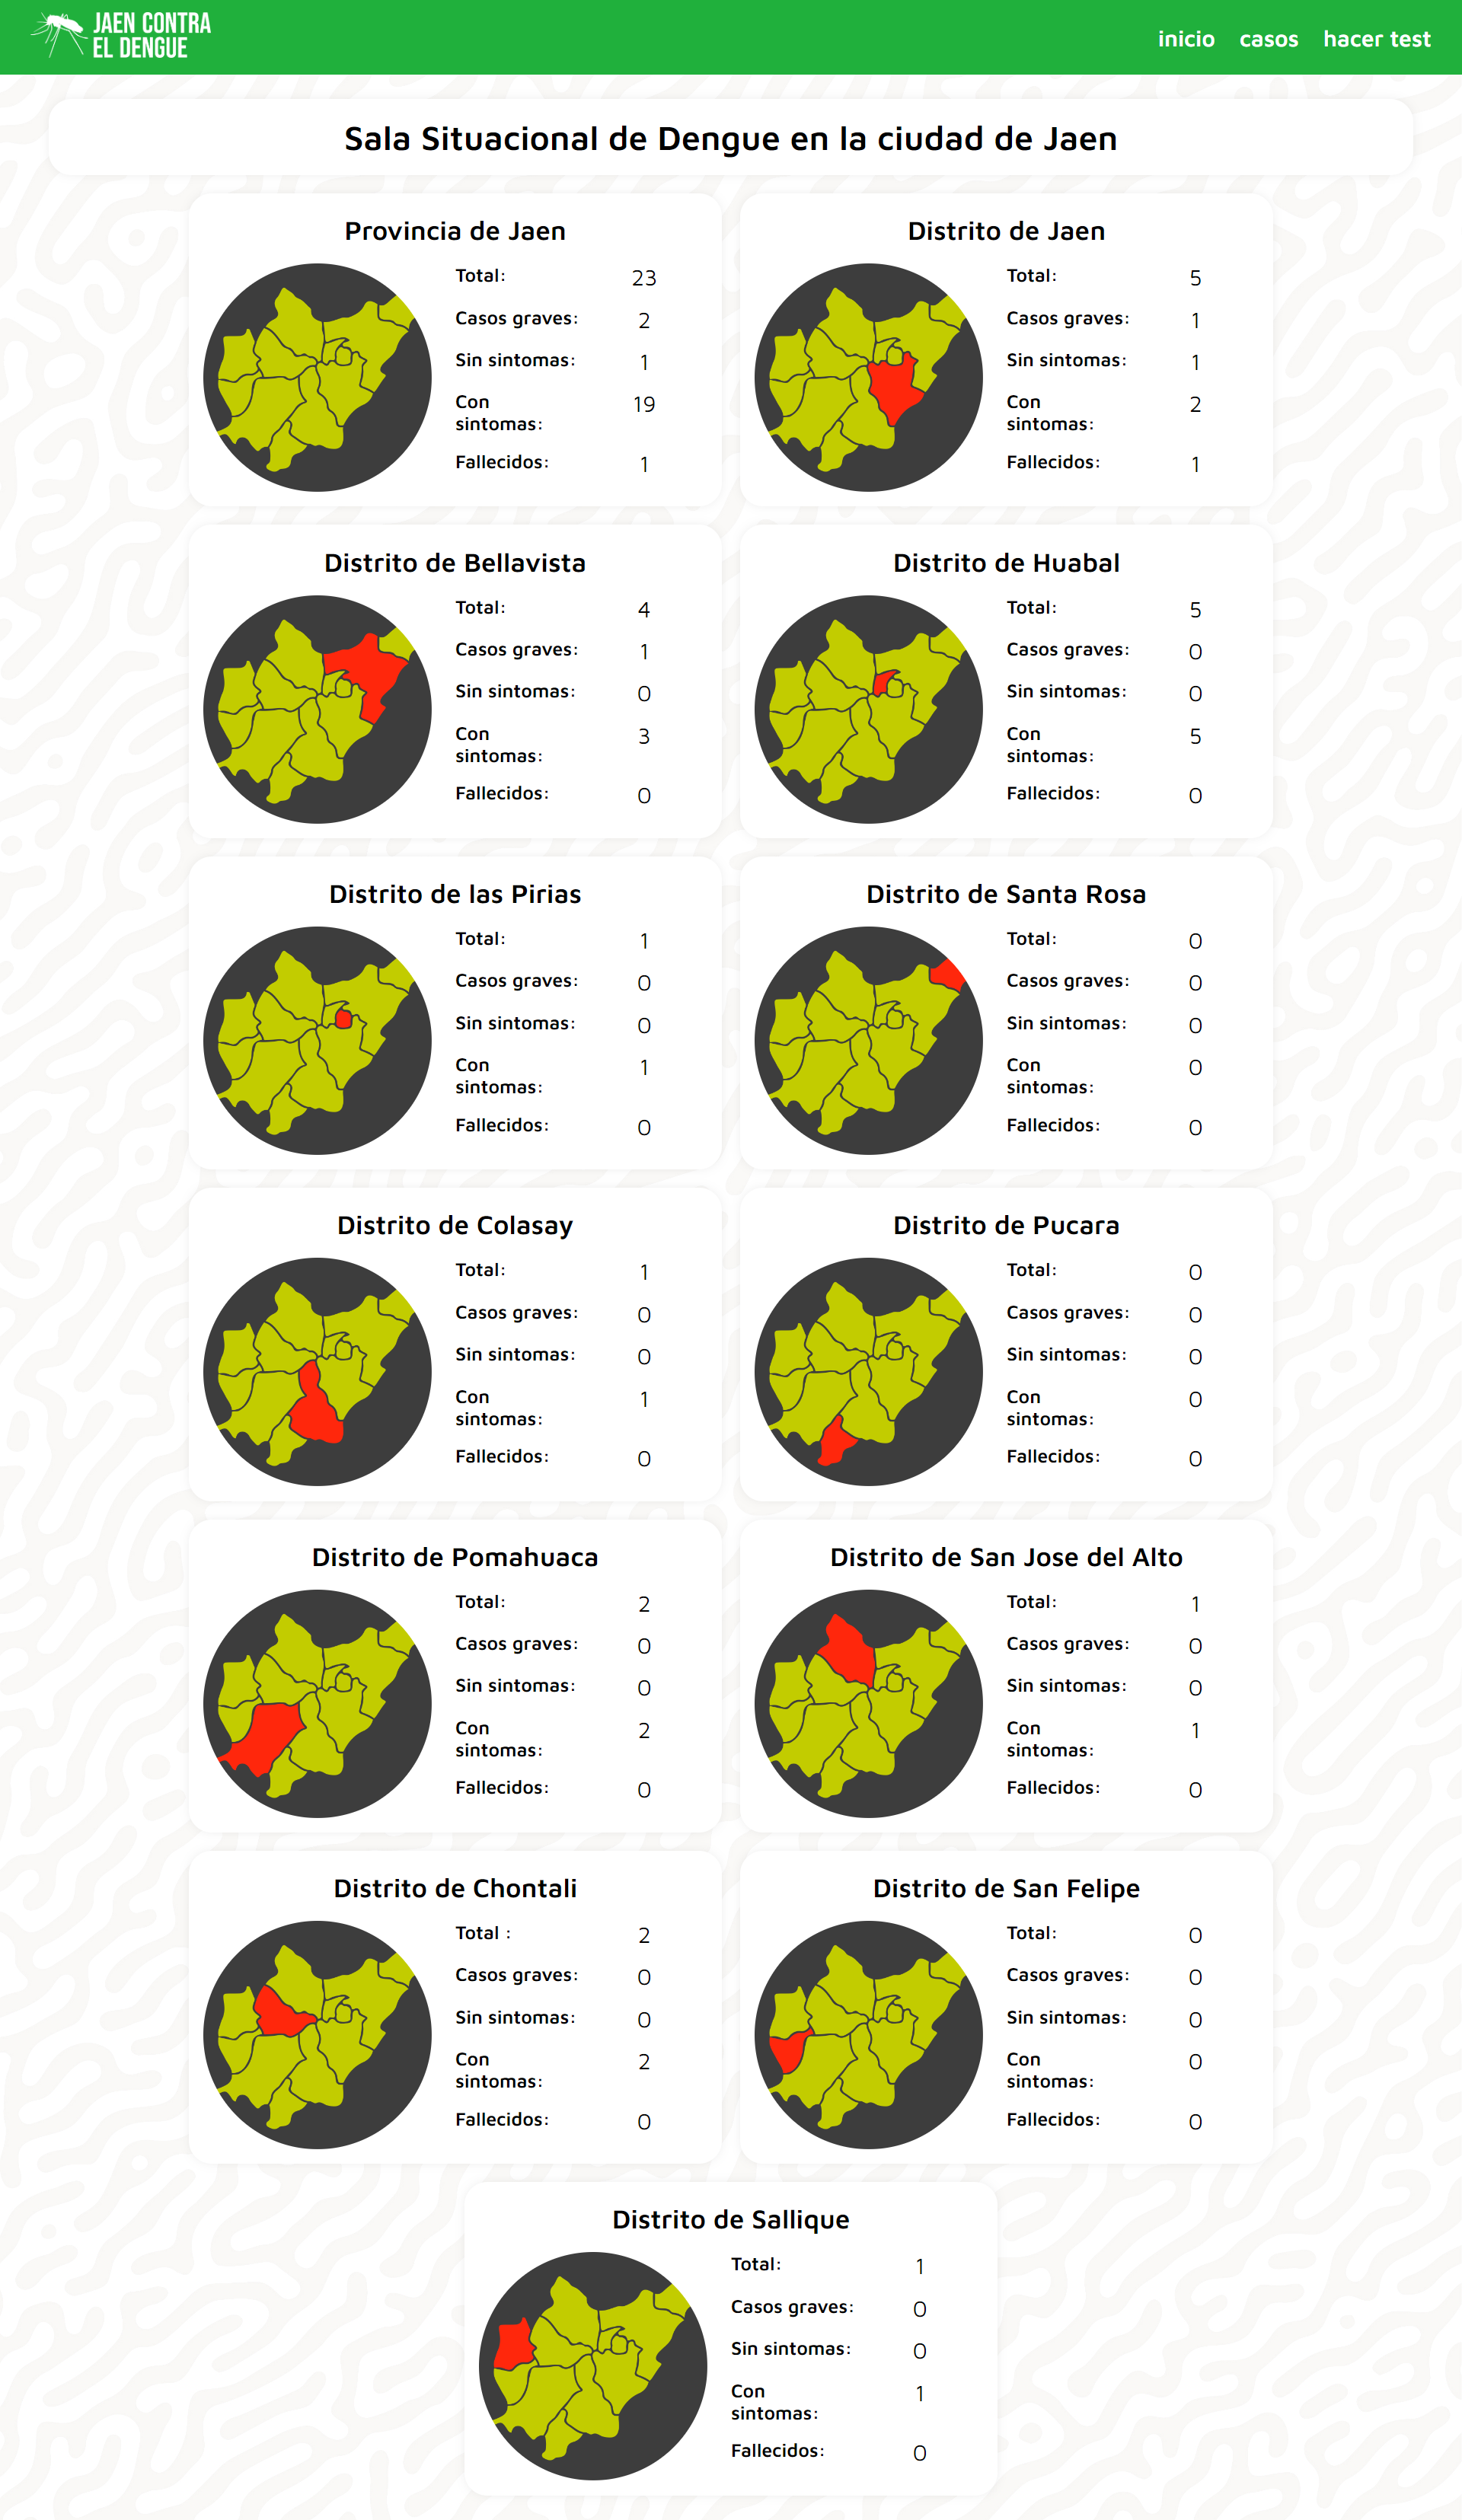 JAEN CONTRA
EL DENGUE
inicio casos hacer test
Sala Situacional de Dengue en la ciudad de Jaen
Provincia de Jaen
Total: 23
Casos graves: 2
Sin sintomas: 1
Con
sintomas: 19
Fallecidos: 1
Distrito de Jaen
Total: 5
Casos graves: 1
Sin sintomas: 1
Con
sintomas: 2
Fallecidos: 1
Distrito de Bellavista
Total: 4
Casos graves: 1
Sin sintomas: 0
Con
sintomas: 3
Fallecidos: 0
Distrito de Huabal
Total: 5
Casos graves: 0
Sin sintomas: 0
Con
sintomas: 5
Fallecidos: 0
Distrito de las Pirias
Total: 1
Casos graves: 0
Sin sintomas: 0
Con
sintomas: 1
Fallecidos: 0
Distrito de Santa Rosa
Total: 0
Casos graves: 0
Sin sintomas: 0
Con
sintomas: 0
Fallecidos: 0
Distrito de Colasay
Total: 1
Casos graves: 0
Sin sintomas: 0
Con
sintomas: 1
Fallecidos: 0
Distrito de Pucara
Total: 0
Casos graves: 0
Sin sintomas: 0
Con
sintomas: 0
Fallecidos: 0
Distrito de Pomahuaca
Total: 2
Casos graves: 0
Sin sintomas: 0
Con
sintomas: 2
Fallecidos: 0
Distrito de San Jose del Alto
Total: 1
Casos graves: 0
Sin sintomas: 0
Con
sintomas: 1
Fallecidos: 0
Distrito de Chontali
Total : 2
Casos graves: 0
Sin sintomas: 0
Con
sintomas: 2
Fallecidos: 0
Distrito de San Felipe
Total: 0
Casos graves: 0
Sin sintomas: 0
Con
sintomas: 0
Fallecidos: 0
Distrito de Sallique
Total: 1
Casos graves: 0
Sin sintomas: 0
Con
sintomas: 1
Fallecidos: 0